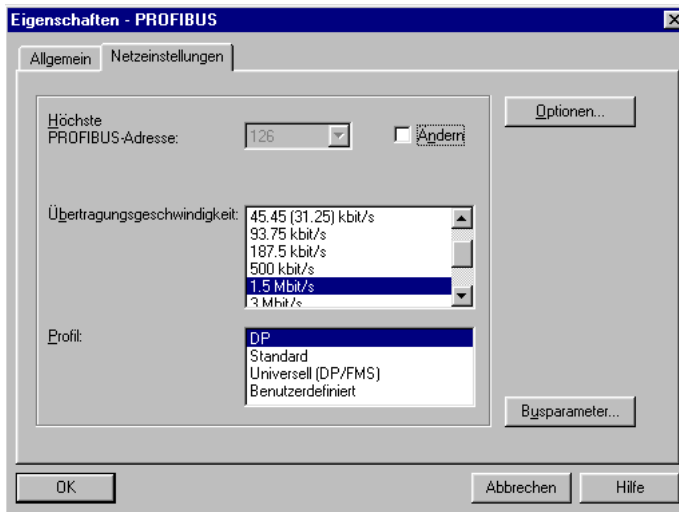 Eigenschaften - PROFIBUS
Allgemein
Netzeinstellungen
Höchste
PROFIBUS-Adresse:
126
Ändern
Optionen...
Übertragungsgeschwindigkeit:
45.45 (31.25) kbit/s
93.75 kbit/s
187.5 kbit/s
500 kbit/s
1.5 Mbit/s
3 Mbit/s
Profil:
DP
Standard
Universell (DP/FMS)
Benutzerdefiniert
Busparameter...
OK
Abbrechen
Hilfe